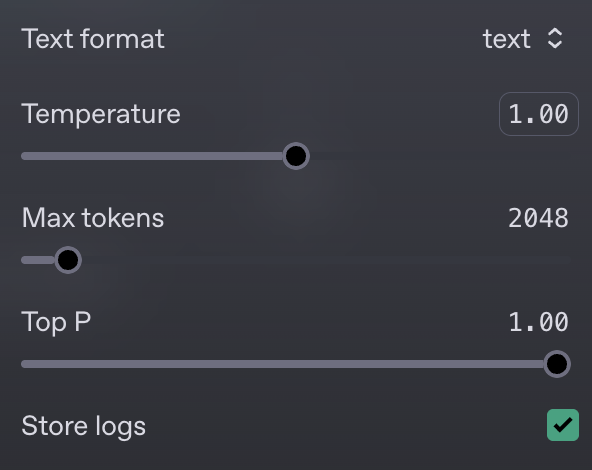 Text format text
Temperature 1.00
Max tokens 2048
Top P 1.00
Store logs